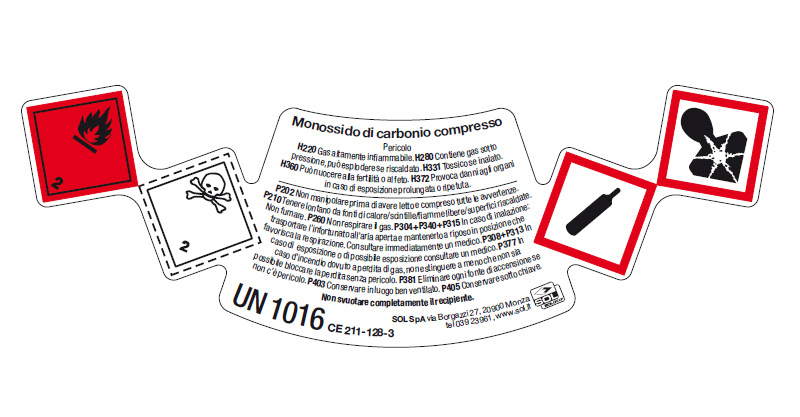 Monossido di carbonio compresso
Pericolo
H220 Gas altamente infiammabile. H280 Contiene gas sotto
pressione, può esplodere se riscaldato. H331 Tossico se inalato.
H360 Può nuocere alla fertilità o al feto. H372 Provoca danni agli organi
in caso di esposizione prolungata o ripetuta.
P202 Non manipolare prima di avere letto e compreso tutte le avvertenze.
P210 Tenere lontano da fonti di calore/scintille/fiamme libere/superfici riscaldate.
Non fumare. P260 Non respirare il gas. P304+P340+P315 In caso di inalazione:
trasportare l'infortunato all'aria aperta e mantenerlo a riposo in posizione che
favorisca la respirazione. Consultare immediatamente un medico. P308+P313 In
caso di esposizione o di possibile esposizione consultare un medico. P377 In
caso d'incendio dovuto a perdita di gas, non estinguere a meno che non sia
possibile bloccare la perdita senza pericolo. P381 Eliminare ogni fonte di accensione se
non c'è pericolo. P403 Conservare in luogo ben ventilato. P405 Conservare sotto chiave.
Non svuotare completamente il recipiente.
UN 1016
CE 211-128-3
SOL SpA via Borgazzi 27, 20900 Monza
tel 039 23961, www.sol.it
SOL
2
2